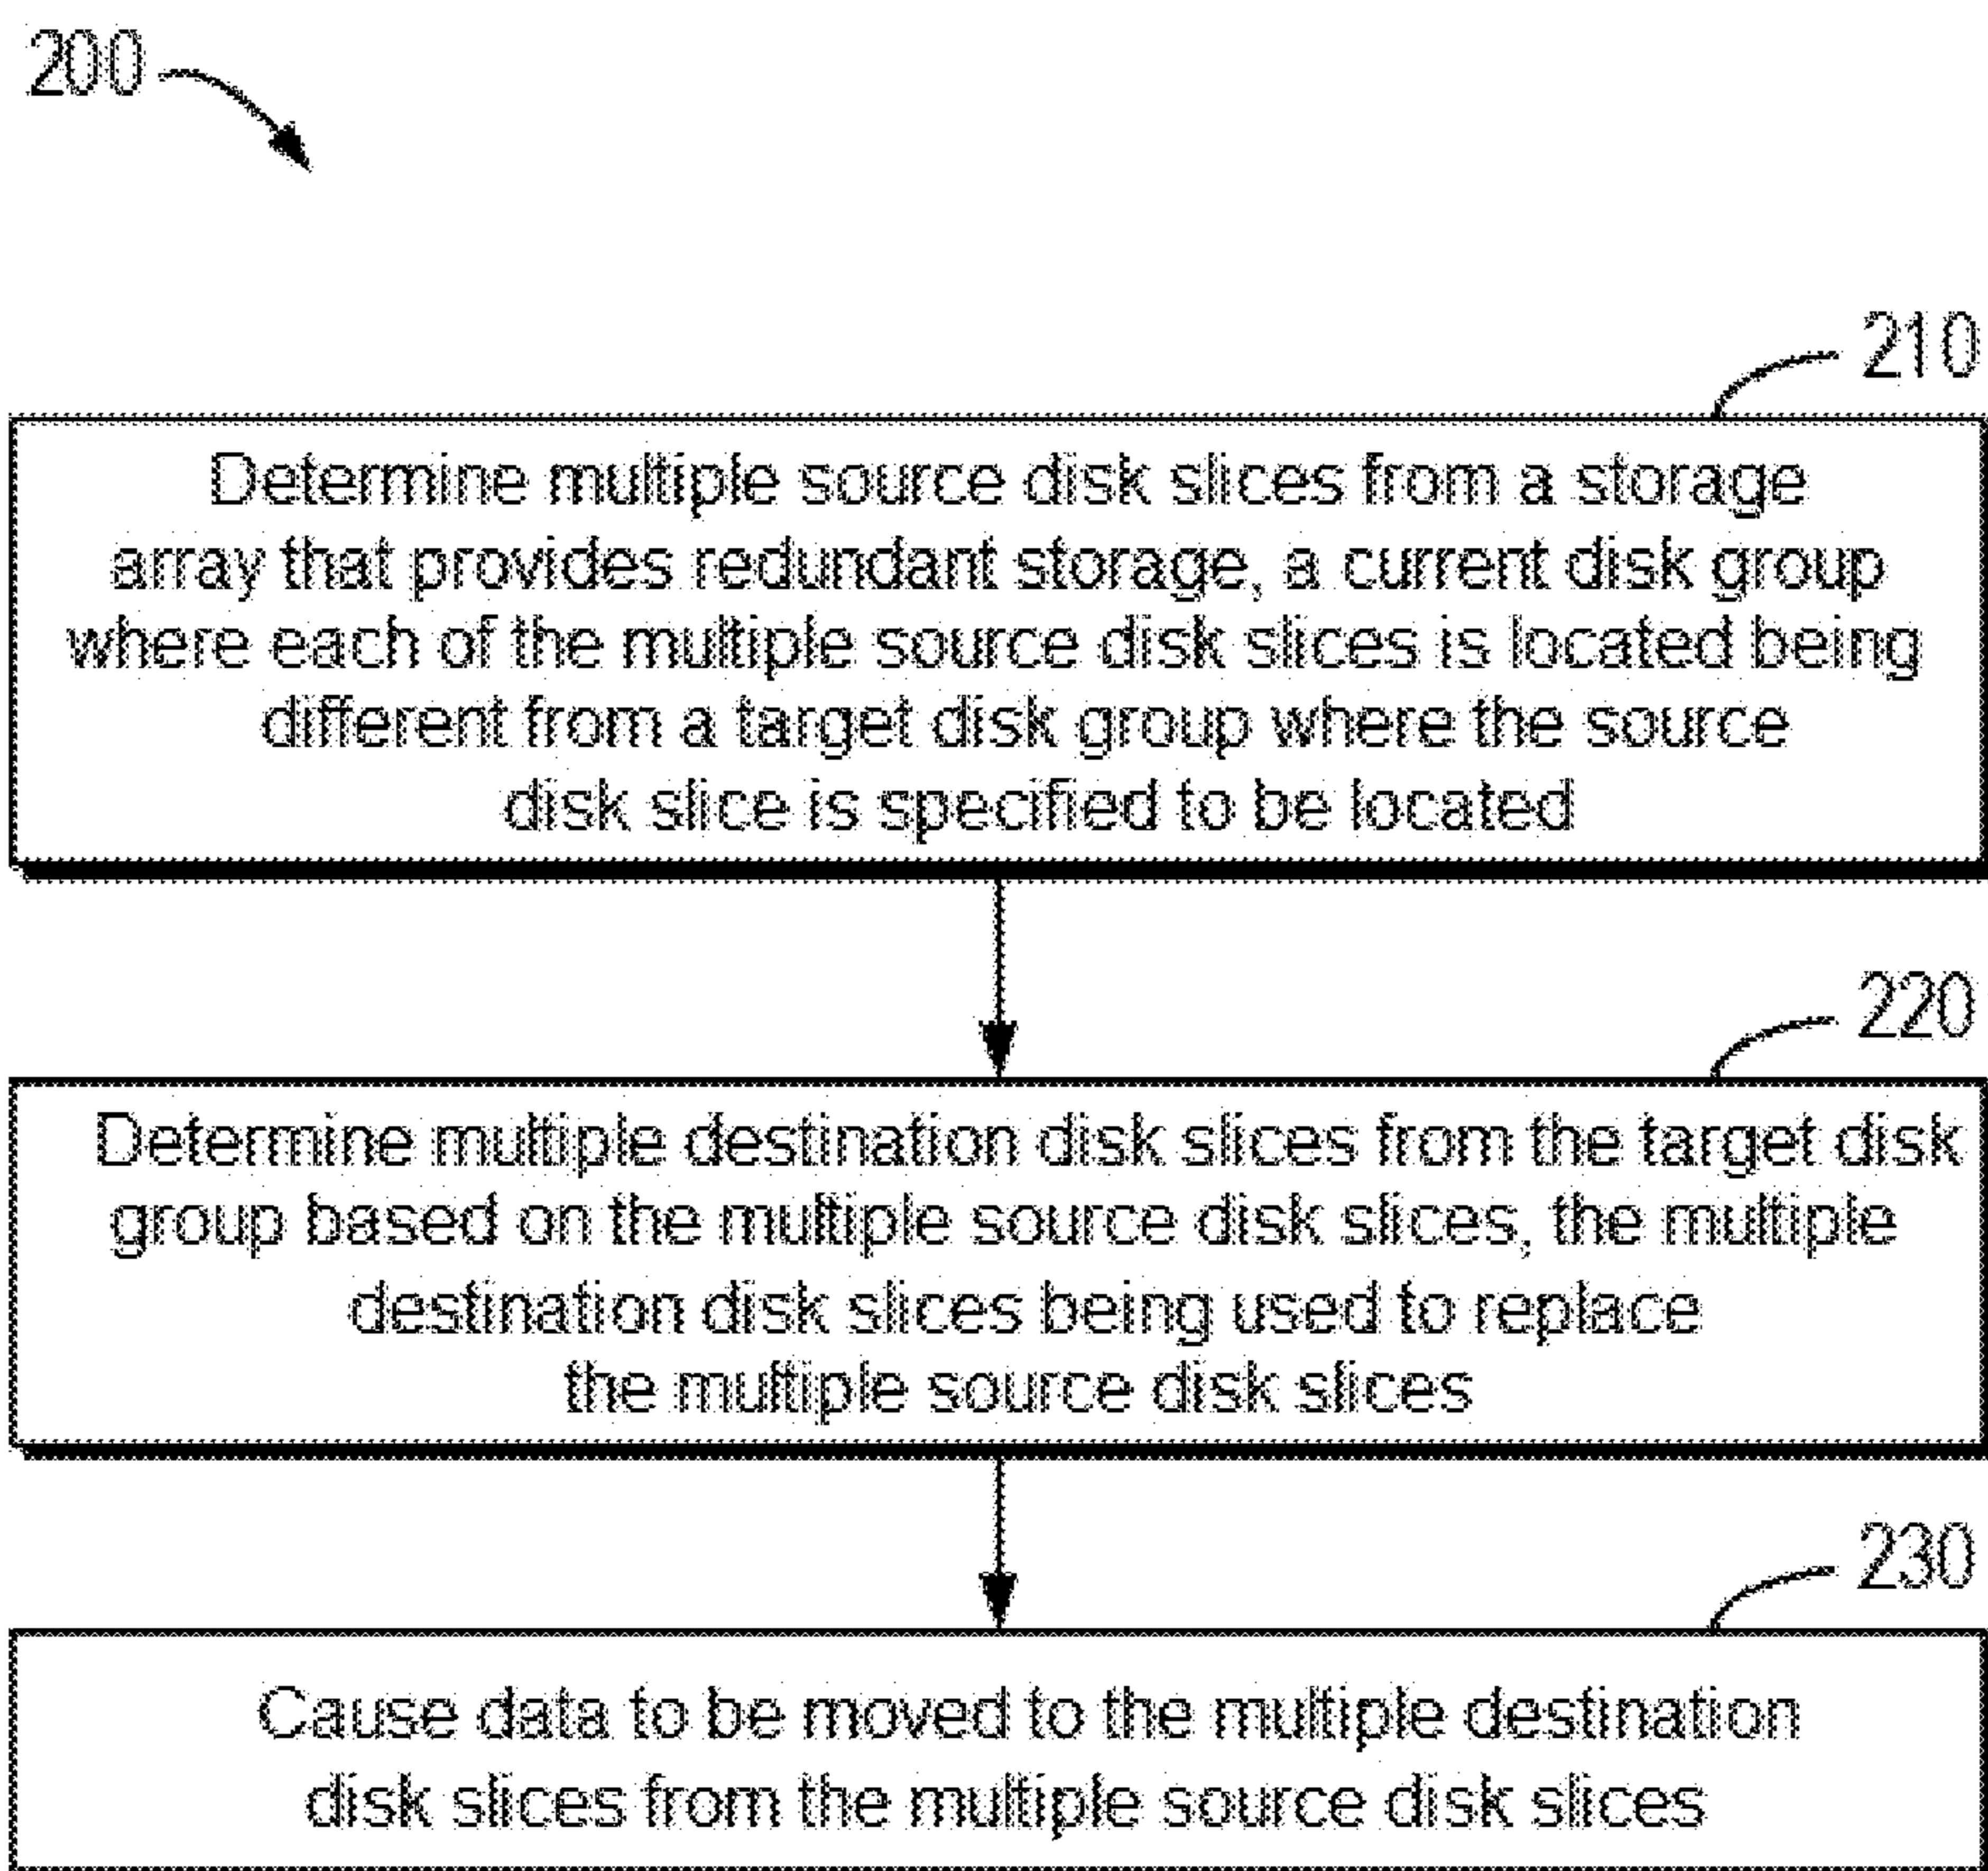 200
210
Determine multiple source disk slices from a storage
array that provides redundant storage, a current disk group
where each of the multiple source disk slices is located being
different from a target disk group where the source
disk slice is specified to be located
220
Determine multiple destination disk slices from the target disk
group based on the multiple source disk slices, the multiple
destination disk slices being used to replace
the multiple source disk slices
230
Cause data to be moved to the multiple destination
disk slices from the multiple source disk slices